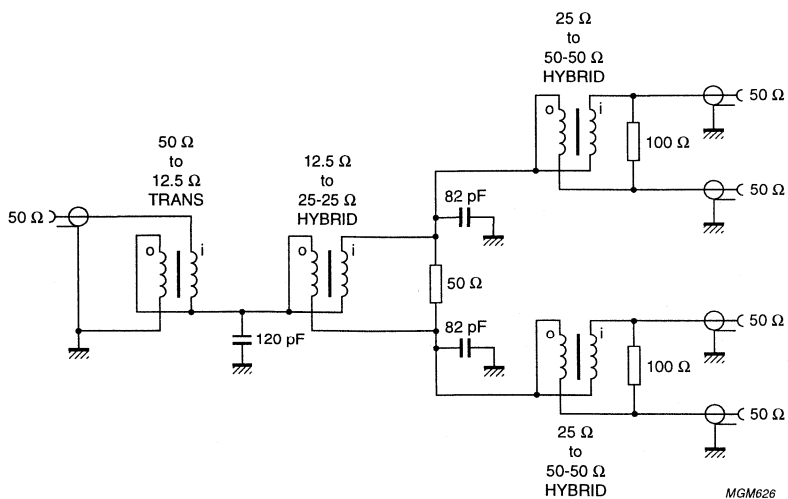 25 Ω
to
50-50 Ω
HYBRID
o
i
50 Ω
100 Ω
50 Ω
50 Ω
to
12.5 Ω
TRANS
12.5 Ω
to
25-25 Ω
HYBRID
82 pF
50 Ω
o
i
o
i
50 Ω
120 pF
82 pF
o
i
50 Ω
100 Ω
50 Ω
25 Ω
to
50-50 Ω
HYBRID
MGM626